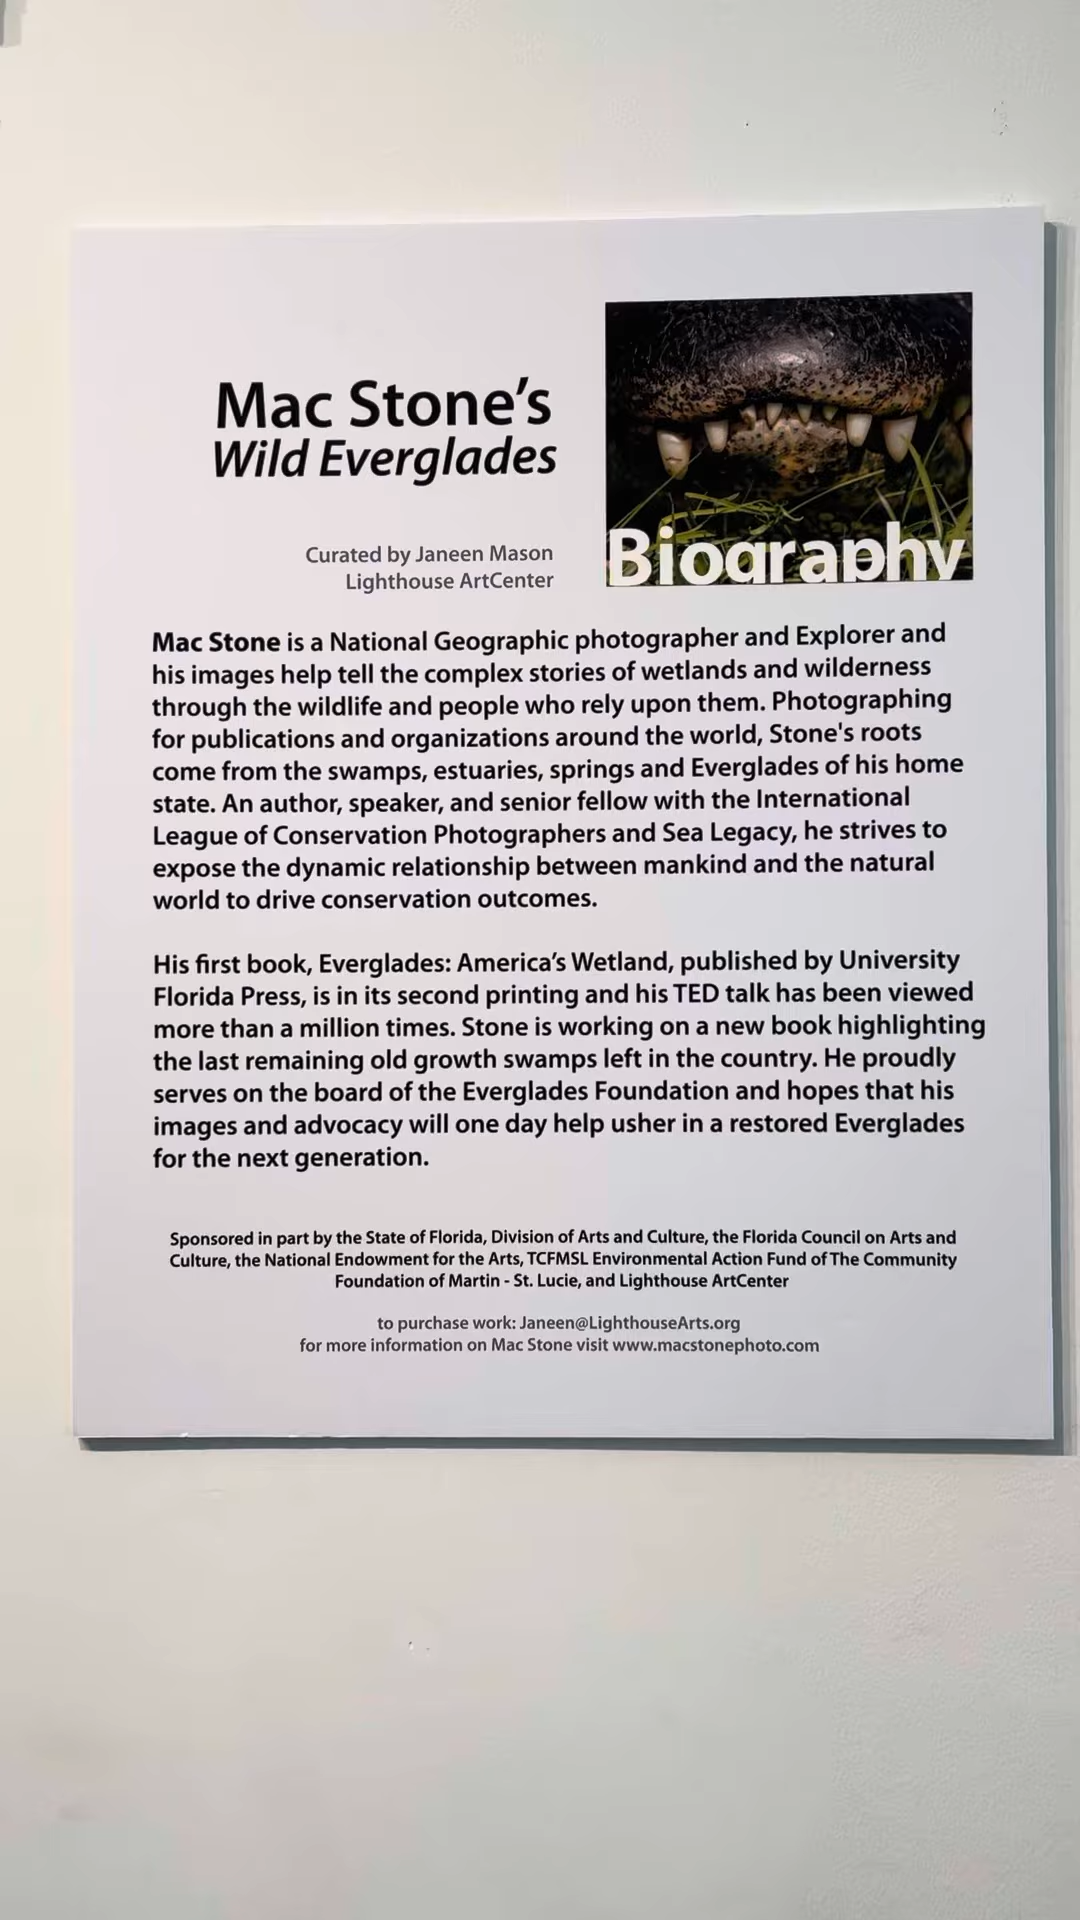 Mac Stone's
Wild Everglades
Curated by Janeen Mason
Lighthouse ArtCenter
Biography
Mac Stone is a National Geographic photographer and Explorer and
his images help tell the complex stories of wetlands and wilderness
through the wildlife and people who rely upon them. Photographing
for publications and organizations around the world, Stone's roots
come from the swamps, estuaries, springs and Everglades of his home
state. An author, speaker, and senior fellow with the International
League of Conservation Photographers and Sea Legacy, he strives to
expose the dynamic relationship between mankind and the natural
world to drive conservation outcomes.
His first book, Everglades: America's Wetland, published by University
Florida Press, is in its second printing and his TED talk has been viewed
more than a million times. Stone is working on a new book highlighting
the last remaining old growth swamps left in the country. He proudly
serves on the board of the Everglades Foundation and hopes that his
images and advocacy will one day help usher in a restored Everglades
for the next generation.
Sponsored in part by the State of Florida, Division of Arts and Culture, the Florida Council on Arts and
Culture, the National Endowment for the Arts, TCFMSL Environmental Action Fund of The Community
Foundation of Martin - St. Lucie, and Lighthouse ArtCenter
to purchase work: Janeen@LighthouseArts.org
for more information on Mac Stone visit www.macstonephoto.com